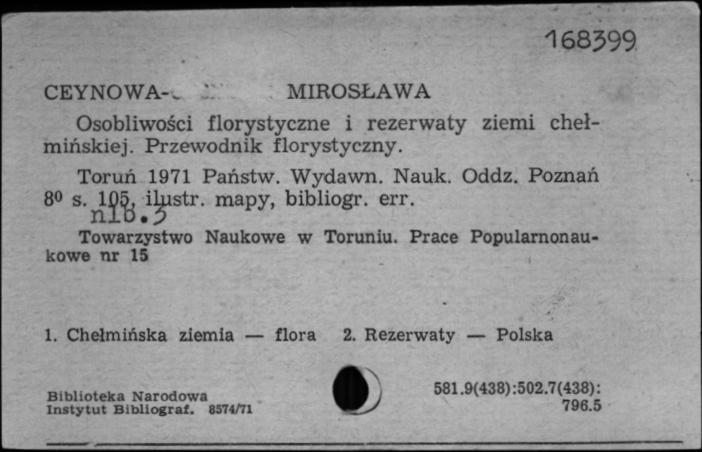 168399
CEYNOWA- MIROSŁAWA
Osobliwości florystyczne i rezerwaty ziemi cheł-
mińskiej. Przewodnik florystyczny.
Toruń 1971 Państw. Wydawn. Nauk. Oddz. Poznań
8⁰ s. 105, ilustr. mapy, bibliogr. err.
nlb. 3
Towarzystwo Naukowe w Toruniu. Prace Popularnonau-
kowe nr 15
1. Chełmińska ziemia — flora 2. Rezerwaty — Polska
Biblioteka Narodowa
Instytut Bibliograf. 8574/71
581.9(438):502.7(438):
796.5